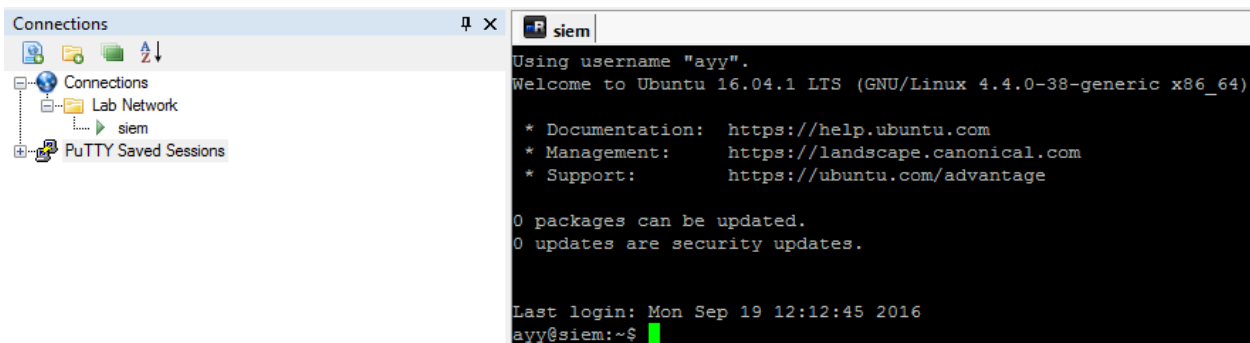 Connections
Connections
Lab Network
siem
PuTTY Saved Sessions
siem
Using username "ayy".
Welcome to Ubuntu 16.04.1 LTS (GNU/Linux 4.4.0-38-generic x86_64)
* Documentation:  https://help.ubuntu.com
* Management:     https://landscape.canonical.com
* Support:        https://ubuntu.com/advantage
0 packages can be updated.
0 updates are security updates.
Last login: Mon Sep 19 12:12:45 2016
ayy@siem:~$